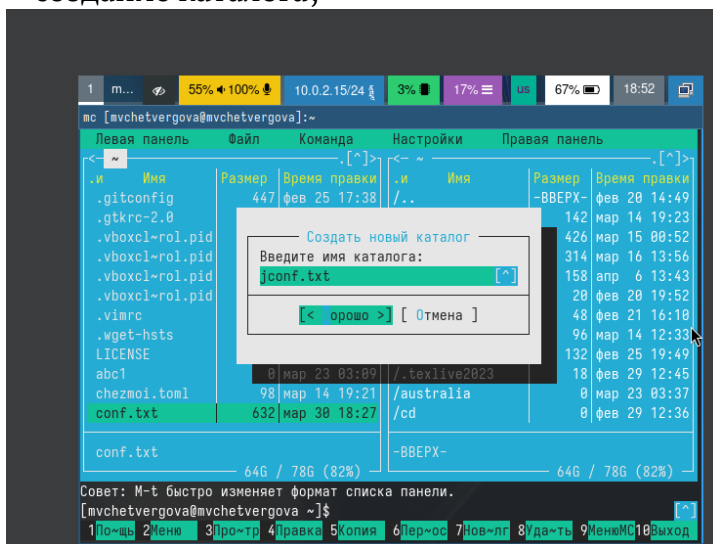 создание каталога;
1 m... 55% 100% 10.0.2.15/24 3% 17% us 67% 18:52
mc [mvchetvergova@mvchetvergova]:~
Левая панель Файл Команда Настройки Правая панель
<- ~ .[^]> <- ~ .[^]>
.и Имя Размер Время правки .и Имя Размер Время правки
.gitconfig 447 фев 25 17:38 /.. -ВВЕРХ- фев 20 14:49
.gtkrc-2.0 142 мар 14 19:23
.vboxcl~rol.pid 426 мар 15 00:52
Создать новый каталог
.vboxcl~rol.pid 314 мар 16 13:56
Введите имя каталога:
.vboxcl~rol.pid 158 апр 6 13:43
jconf.txt [^]
.vboxcl~rol.pid 20 фев 20 19:52
.vimrc 48 фев 21 16:10
[< орошо >] [ Отмена ]
.wget-hsts 96 мар 14 12:33
LICENSE 132 фев 25 19:49
abc1 0 мар 23 03:09 /.texlive2023 18 фев 29 12:45
chezmoi.toml 98 мар 14 19:21 /australia 0 мар 23 03:37
conf.txt 632 мар 30 18:27 /cd 0 фев 29 12:36
conf.txt -ВВЕРХ-
64G / 78G (82%) 64G / 78G (82%)
Совет: M-t быстро изменяет формат списка панели.
[mvchetvergova@mvchetvergova ~]$ [^]
1По~щь 2Меню 3Про~тр 4Правка 5Копия 6Пер~ос 7Нов~лг 8Уда~ть 9МенюMC 10Выход